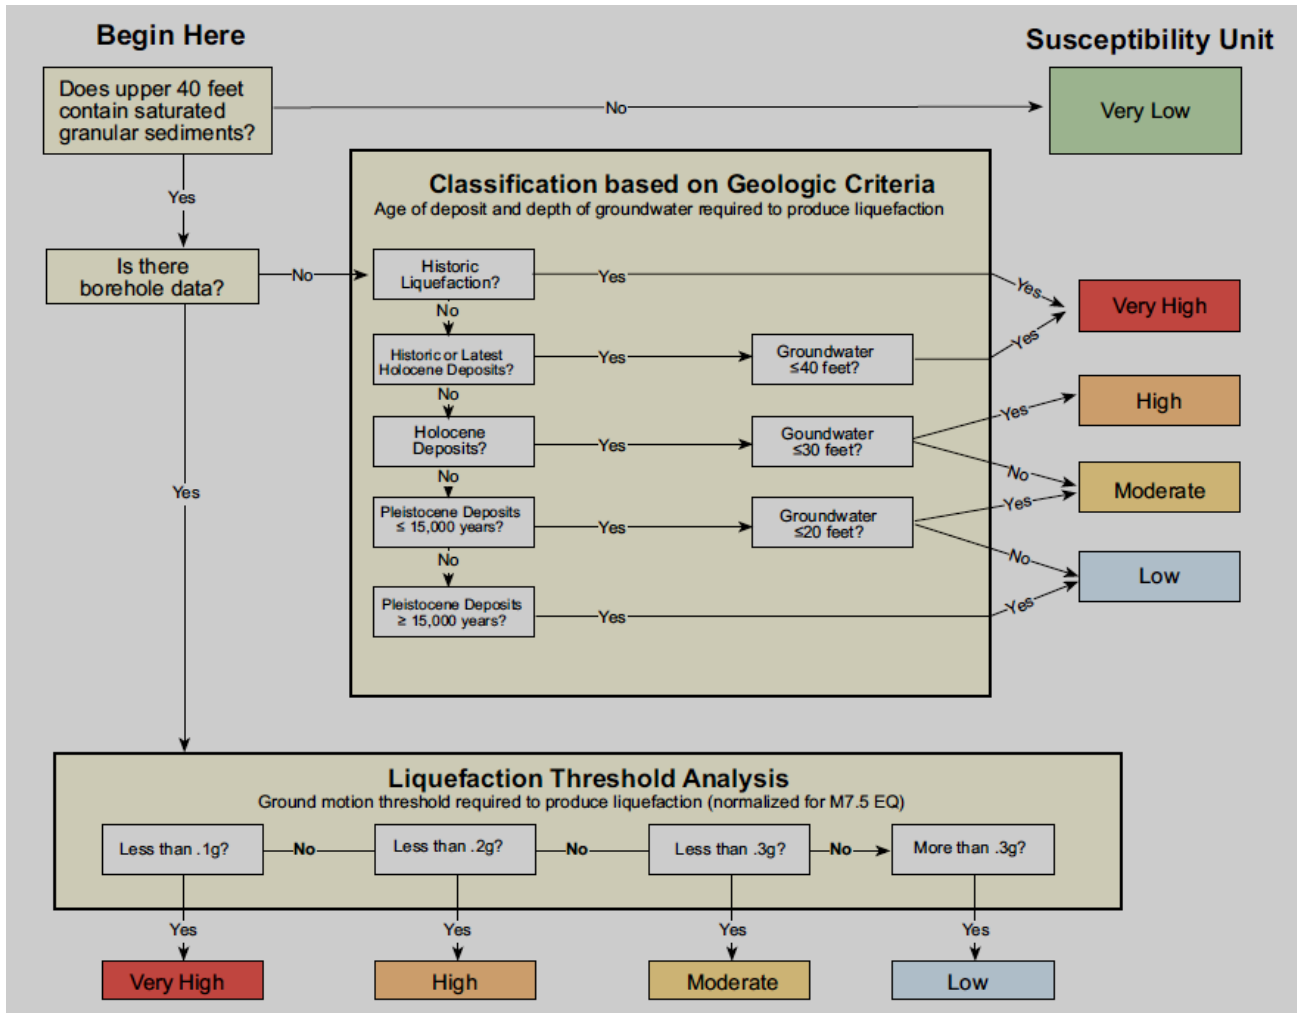 Begin Here
Susceptibility Unit
Does upper 40 feet
contain saturated
granular sediments?
No
Very Low
Yes
Classification based on Geologic Criteria
Age of deposit and depth of groundwater required to produce liquefaction
Is there
borehole data?
No
Historic
Liquefaction?
Yes
Yes
Very High
No
Historic or Latest
Holocene Deposits?
Yes
Groundwater
≤40 feet?
Yes
No
High
Holocene
Deposits?
Yes
Goundwater
≤30 feet?
Yes
No
Moderate
No
Pleistocene Deposits
≤ 15,000 years?
Yes
Groundwater
≤20 feet?
Yes
No
Low
No
Pleistocene Deposits
≥ 15,000 years?
Yes
Yes
Yes
Liquefaction Threshold Analysis
Ground motion threshold required to produce liquefaction (normalized for M7.5 EQ)
Less than .1g?
No
Less than .2g?
No
Less than .3g?
No
More than .3g?
Yes
Yes
Yes
Yes
Very High
High
Moderate
Low